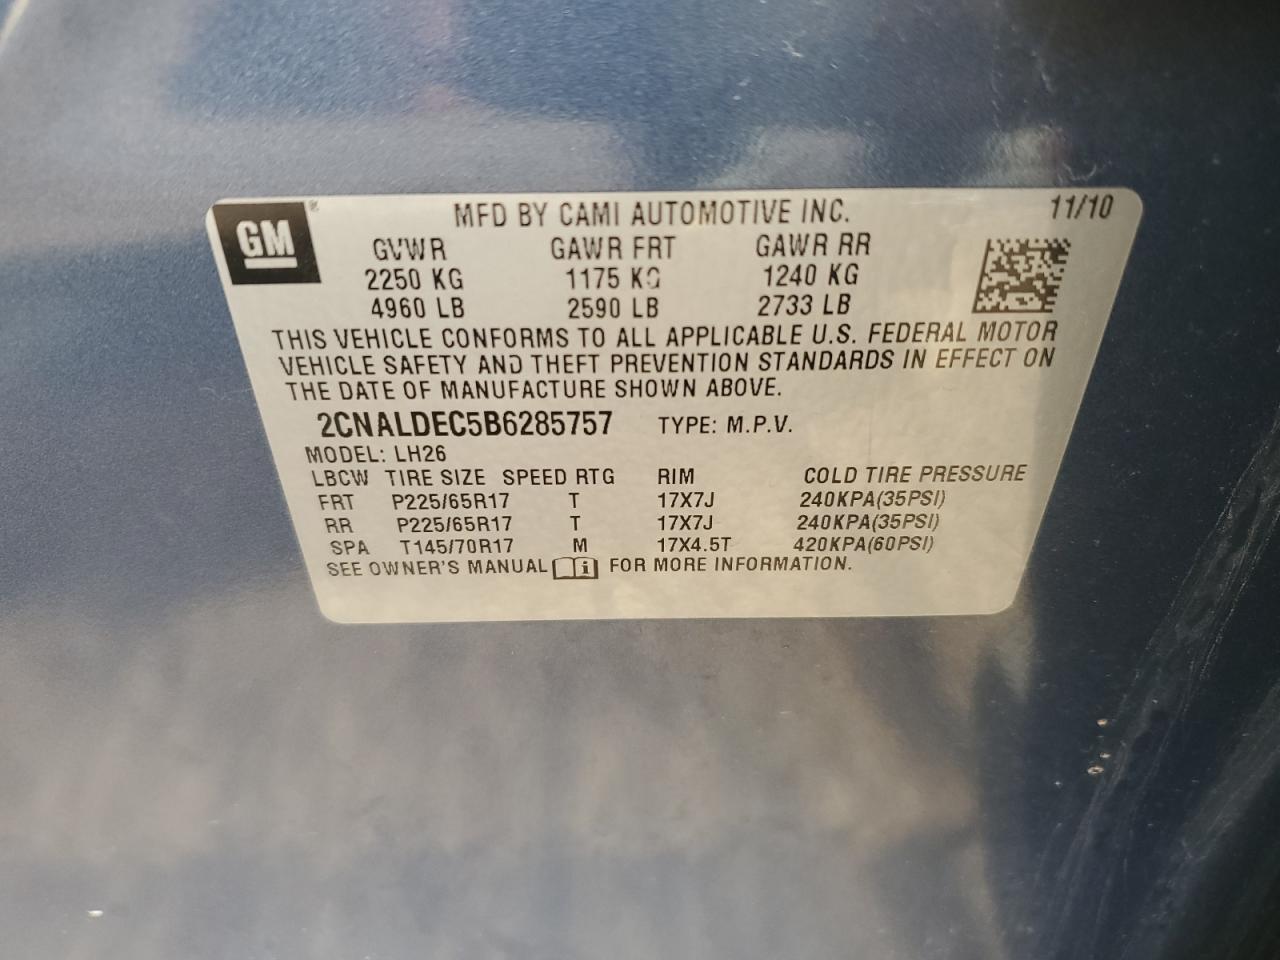 GM® MFD BY CAMI AUTOMOTIVE INC. 11/10
GVWR GAWR FRT GAWR RR
2250 KG 1175 KG 1240 KG
4960 LB 2590 LB 2733 LB
THIS VEHICLE CONFORMS TO ALL APPLICABLE U.S. FEDERAL MOTOR
VEHICLE SAFETY AND THEFT PREVENTION STANDARDS IN EFFECT ON
THE DATE OF MANUFACTURE SHOWN ABOVE.
2CNALDEC5B6285757 TYPE: M.P.V.
MODEL: LH26
LBCW TIRE SIZE SPEED RTG RIM COLD TIRE PRESSURE
FRT P225/65R17 T 17X7J 240KPA(35PSI)
RR P225/65R17 T 17X7J 240KPA(35PSI)
SPA T145/70R17 M 17X4.5T 420KPA(60PSI)
SEE OWNER'S MANUAL i FOR MORE INFORMATION.